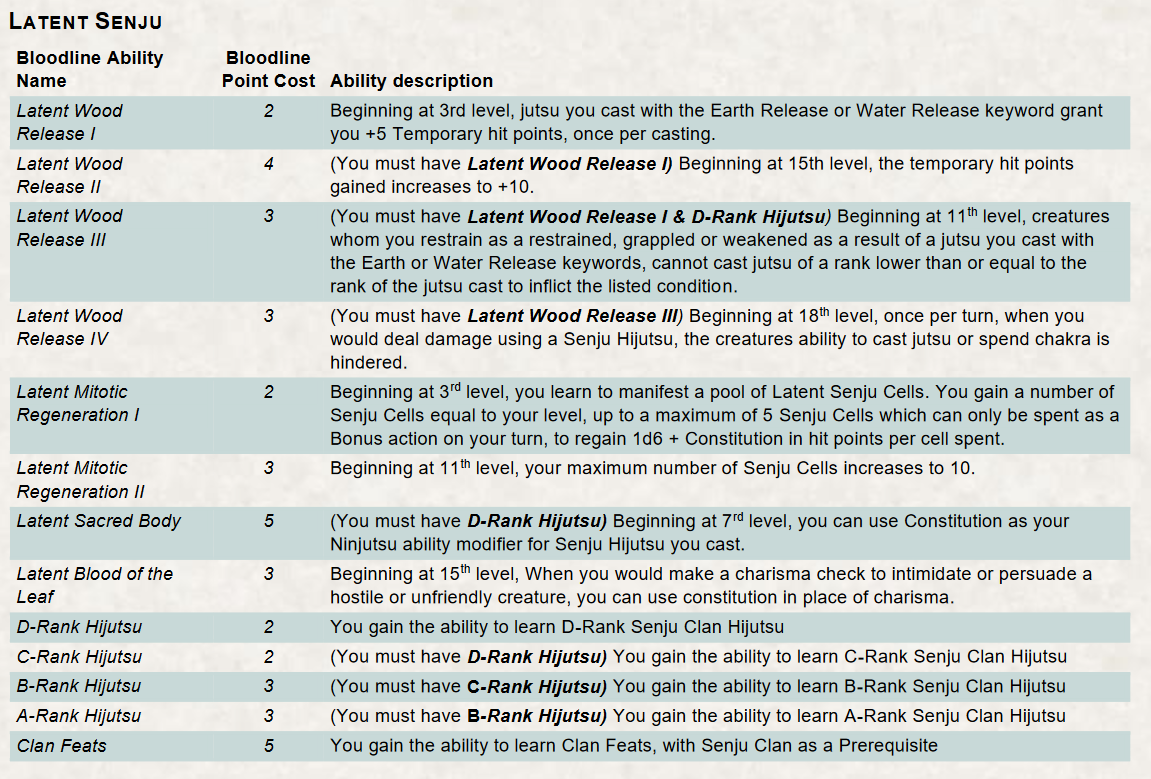 LATENT SENJU
Bloodline Ability Name
Bloodline Point Cost
Ability description
Latent Wood Release I
2
Beginning at 3rd level, jutsu you cast with the Earth Release or Water Release keyword grant
you +5 Temporary hit points, once per casting.
Latent Wood Release II
4
(You must have Latent Wood Release I) Beginning at 15th level, the temporary hit points
gained increases to +10.
Latent Wood Release III
3
(You must have Latent Wood Release I & D-Rank Hijutsu) Beginning at 11th level, creatures
whom you restrain as a restrained, grappled or weakened as a result of a jutsu you cast with
the Earth or Water Release keywords, cannot cast jutsu of a rank lower than or equal to the
rank of the jutsu cast to inflict the listed condition.
Latent Wood Release IV
3
(You must have Latent Wood Release III) Beginning at 18th level, once per turn, when you
would deal damage using a Senju Hijutsu, the creatures ability to cast jutsu or spend chakra is
hindered.
Latent Mitotic Regeneration I
2
Beginning at 3rd level, you learn to manifest a pool of Latent Senju Cells. You gain a number of
Senju Cells equal to your level, up to a maximum of 5 Senju Cells which can only be spent as a
Bonus action on your turn, to regain 1d6 + Constitution in hit points per cell spent.
Latent Mitotic Regeneration II
3
Beginning at 11th level, your maximum number of Senju Cells increases to 10.
Latent Sacred Body
5
(You must have D-Rank Hijutsu) Beginning at 7rd level, you can use Constitution as your
Ninjutsu ability modifier for Senju Hijutsu you cast.
Latent Blood of the Leaf
3
Beginning at 15th level, When you would make a charisma check to intimidate or persuade a
hostile or unfriendly creature, you can use constitution in place of charisma.
D-Rank Hijutsu
2
You gain the ability to learn D-Rank Senju Clan Hijutsu
C-Rank Hijutsu
2
(You must have D-Rank Hijutsu) You gain the ability to learn C-Rank Senju Clan Hijutsu
B-Rank Hijutsu
3
(You must have C-Rank Hijutsu) You gain the ability to learn B-Rank Senju Clan Hijutsu
A-Rank Hijutsu
3
(You must have B-Rank Hijutsu) You gain the ability to learn A-Rank Senju Clan Hijutsu
Clan Feats
5
You gain the ability to learn Clan Feats, with Senju Clan as a Prerequisite